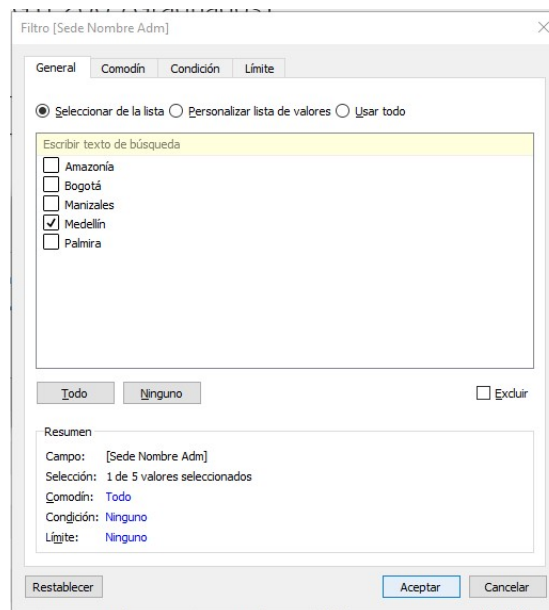 Filtro [Sede Nombre Adm]
General Comodín Condición Límite
Seleccionar de la lista Personalizar lista de valores Usar todo
Escribir texto de búsqueda
Amazonía
Bogotá
Manizales
Medellín
Palmira
Todo Ninguno Excluir
Resumen
Campo: [Sede Nombre Adm]
Selección: 1 de 5 valores seleccionados
Comodín: Todo
Condición: Ninguno
Límite: Ninguno
Restablecer Aceptar Cancelar